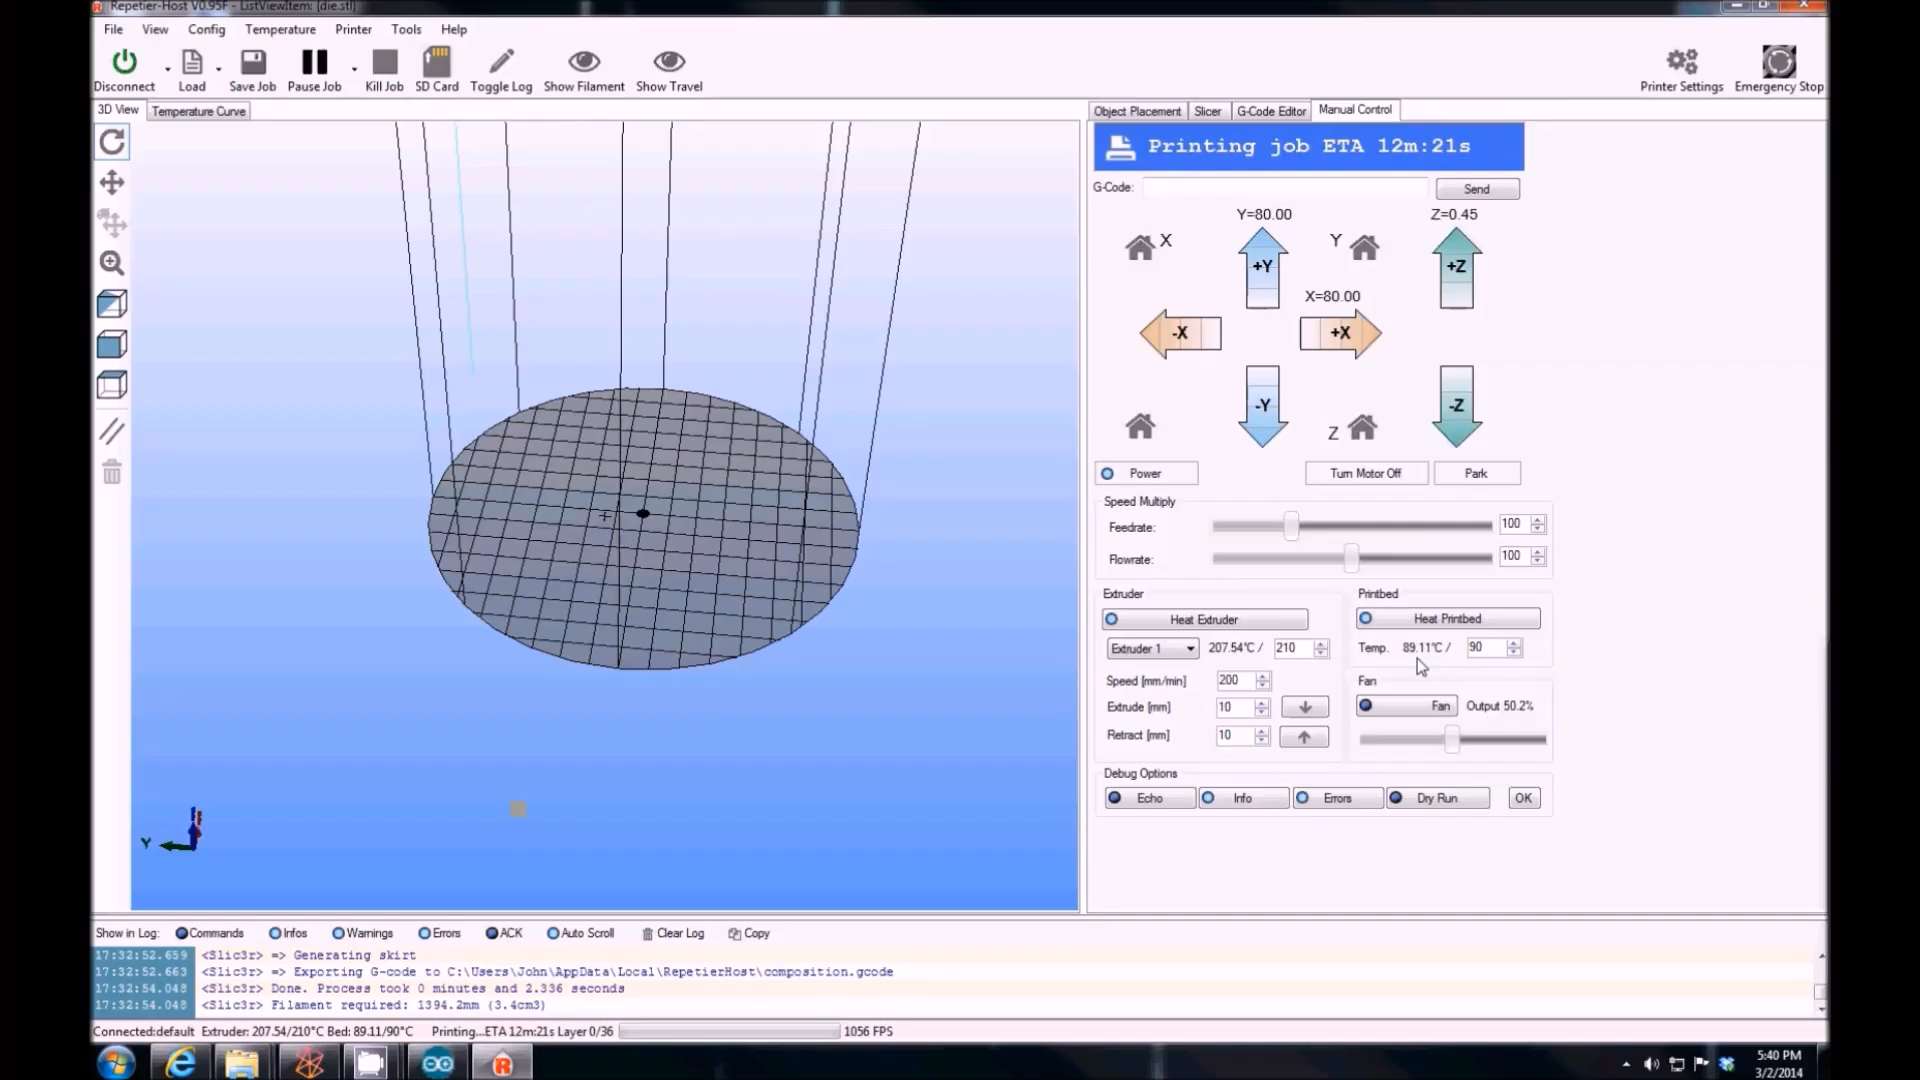 Repetier-Host V0.95F - ListViewItem: {die.stl}
File View Config Temperature Printer Tools Help
Disconnect Load Save Job Pause Job Kill Job SD Card Toggle Log Show Filament Show Travel Printer Settings Emergency Stop
3D View Temperature Curve
Object Placement Slicer G-Code Editor Manual Control
Printing job ETA 12m:21s
G-Code: Send
Y=80.00 Z=0.45
X +Y Y +Z
X=80.00
-X +X
-Y Z -Z
Power Turn Motor Off Park
Speed Multiply
Feedrate: 100
Flowrate: 100
Extruder
Heat Extruder
Extruder 1 207.54°C / 210
Speed [mm/min] 200
Extrude [mm] 10
Retract [mm] 10
Printbed
Heat Printbed
Temp. 89.11°C / 90
Fan
Fan Output 50.2%
Debug Options
Echo Info Errors Dry Run OK
Y
Show in Log: Commands Infos Warnings Errors ACK Auto Scroll Clear Log Copy
17:32:52.659 <Slic3r> => Generating skirt
17:32:52.663 <Slic3r> => Exporting G-code to C:\Users\John\AppData\Local\RepetierHost\composition.gcode
17:32:54.048 <Slic3r> Done. Process took 0 minutes and 2.336 seconds
17:32:54.048 <Slic3r> Filament required: 1394.2mm (3.4cm3)
Connected:default Extruder: 207.54/210°C Bed: 89.11/90°C Printing...ETA 12m:21s Layer 0/36 1056 FPS
5:40 PM
3/2/2014